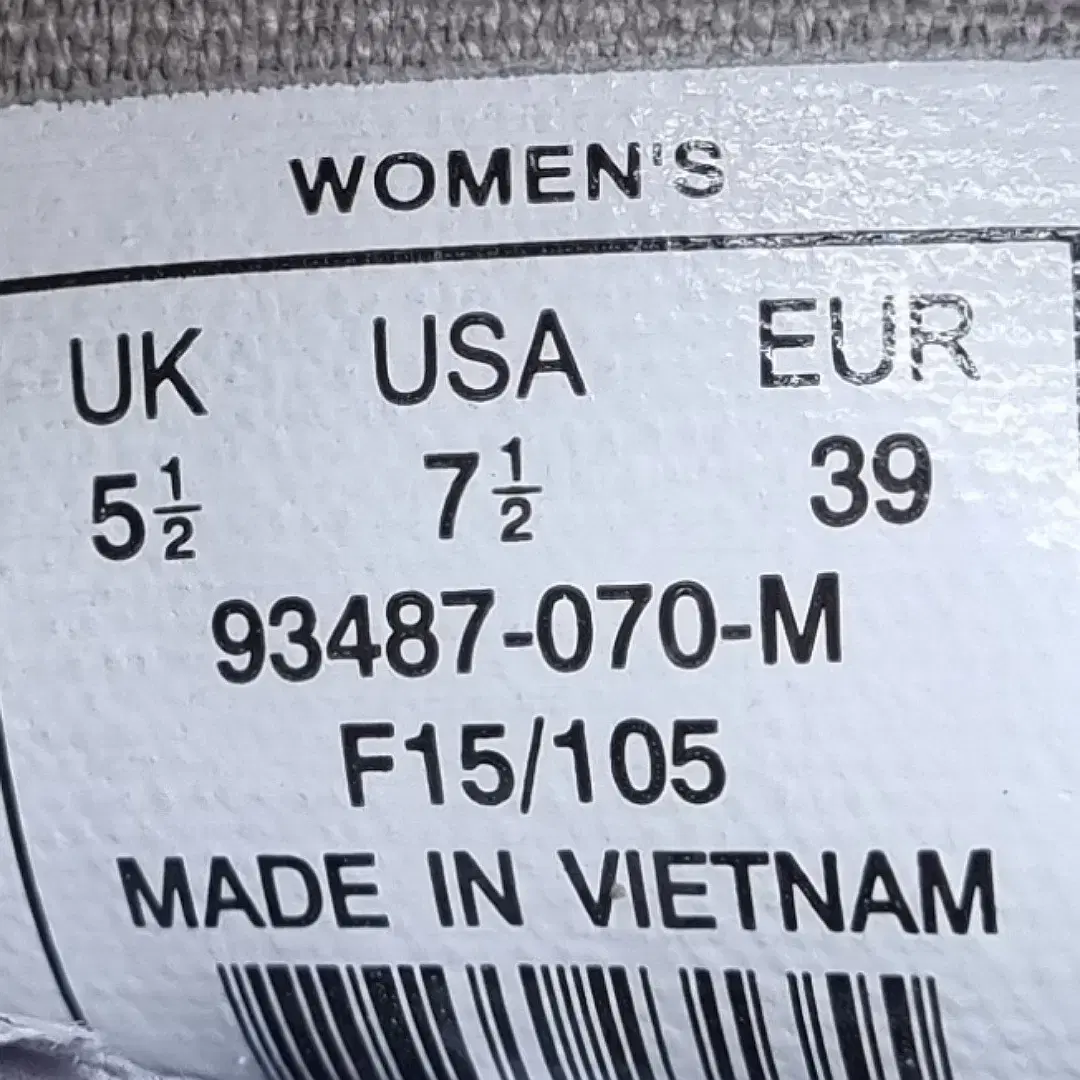 WOMEN'S
UK USA EUR
5½ 7½ 39
93487-070-M
F15/105
MADE IN VIETNAM